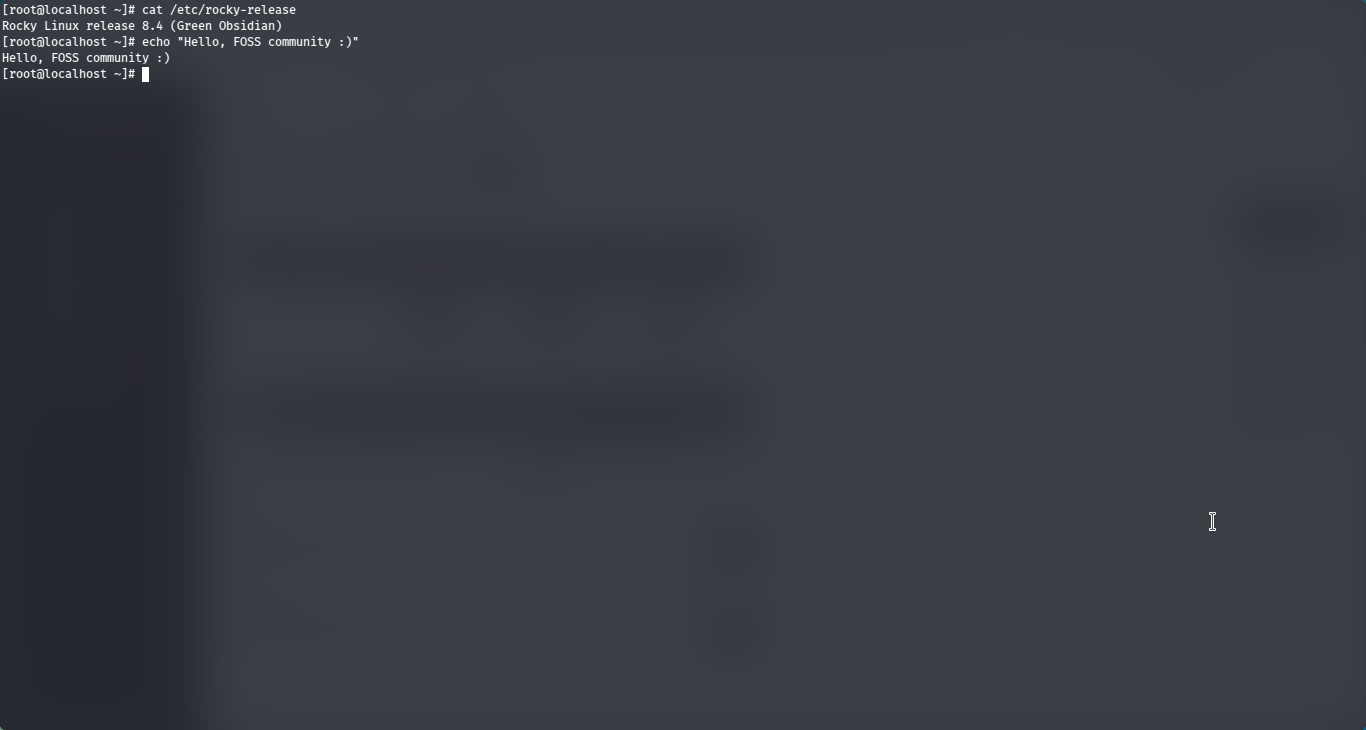 [root@localhost ~]# cat /etc/rocky-release
Rocky Linux release 8.4 (Green Obsidian)
[root@localhost ~]# echo "Hello, FOSS community :)"
Hello, FOSS community :)
[root@localhost ~]#